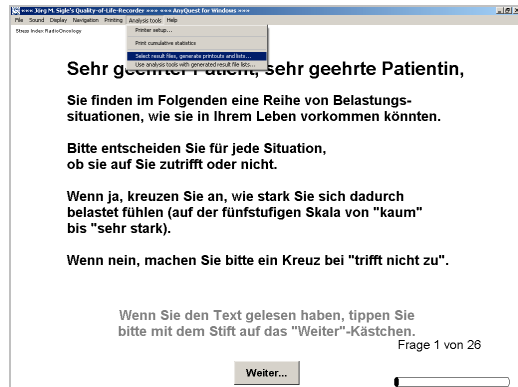 ««« Jörg M. Sigle's Quality-of-Life-Recorder »»» ««« AnyQuest for Windows »»»
File Sound Display Navigation Printing Analysis tools Help
Stress Index RadioOncology
Printer setup...
Print cumulative statistics
Select result files, generate printouts and lists...
Use analysis tools with generated result file lists...
Sehr geehrter Patient, sehr geehrte Patientin,
Sie finden im Folgenden eine Reihe von Belastungs-
situationen, wie sie in Ihrem Leben vorkommen könnten.
Bitte entscheiden Sie für jede Situation,
ob sie auf Sie zutrifft oder nicht.
Wenn ja, kreuzen Sie an, wie stark Sie sich dadurch
belastet fühlen (auf der fünfstufigen Skala von "kaum"
bis "sehr stark).
Wenn nein, machen Sie bitte ein Kreuz bei "trifft nicht zu".
Wenn Sie den Text gelesen haben, tippen Sie
bitte mit dem Stift auf das "Weiter"-Kästchen.
Frage 1 von 26
Weiter...